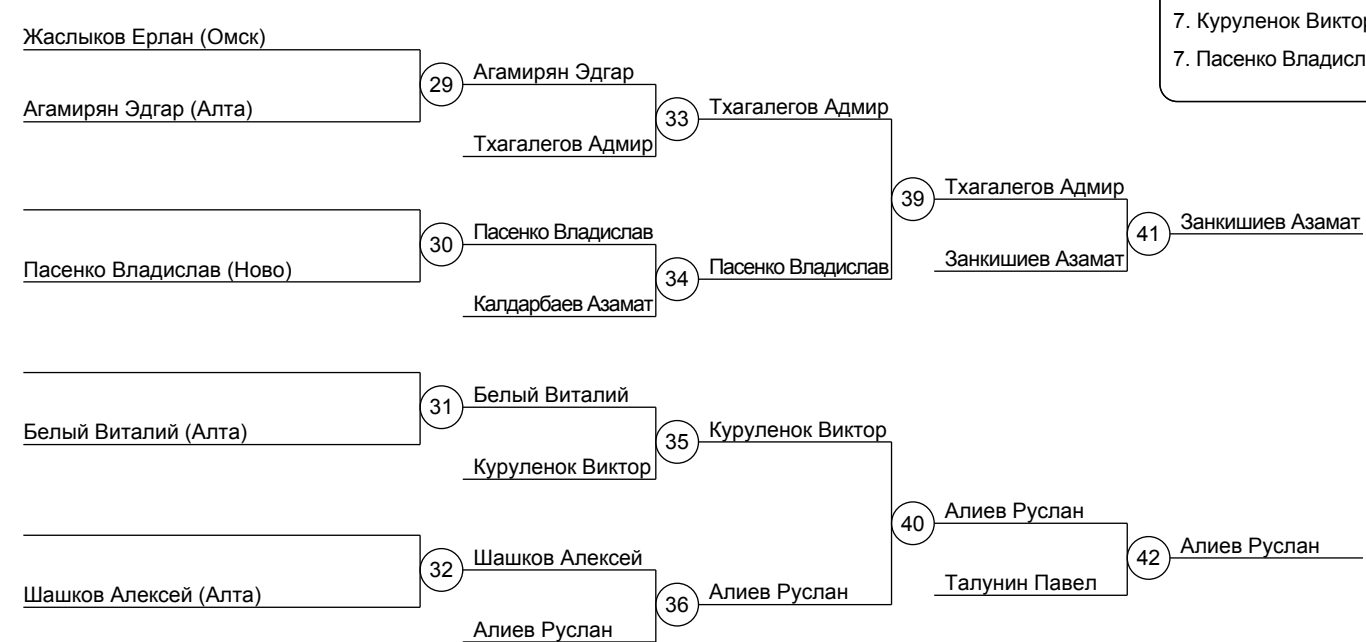 7. Куруленок Виктор
7. Пасенко Владисл
Жаслыков Ерлан (Омск)
29
Агамирян Эдгар
Агамирян Эдгар (Алта)
33
Тхагалегов Адмир
Тхагалегов Адмир
39
Тхагалегов Адмир
41
Занкишиев Азамат
Занкишиев Азамат
30
Пасенко Владислав
Пасенко Владислав (Ново)
34
Пасенко Владислав
Калдарбаев Азамат
31
Белый Виталий
Белый Виталий (Алта)
35
Куруленок Виктор
Куруленок Виктор
40
Алиев Руслан
42
Алиев Руслан
Талунин Павел
32
Шашков Алексей
Шашков Алексей (Алта)
36
Алиев Руслан
Алиев Руслан